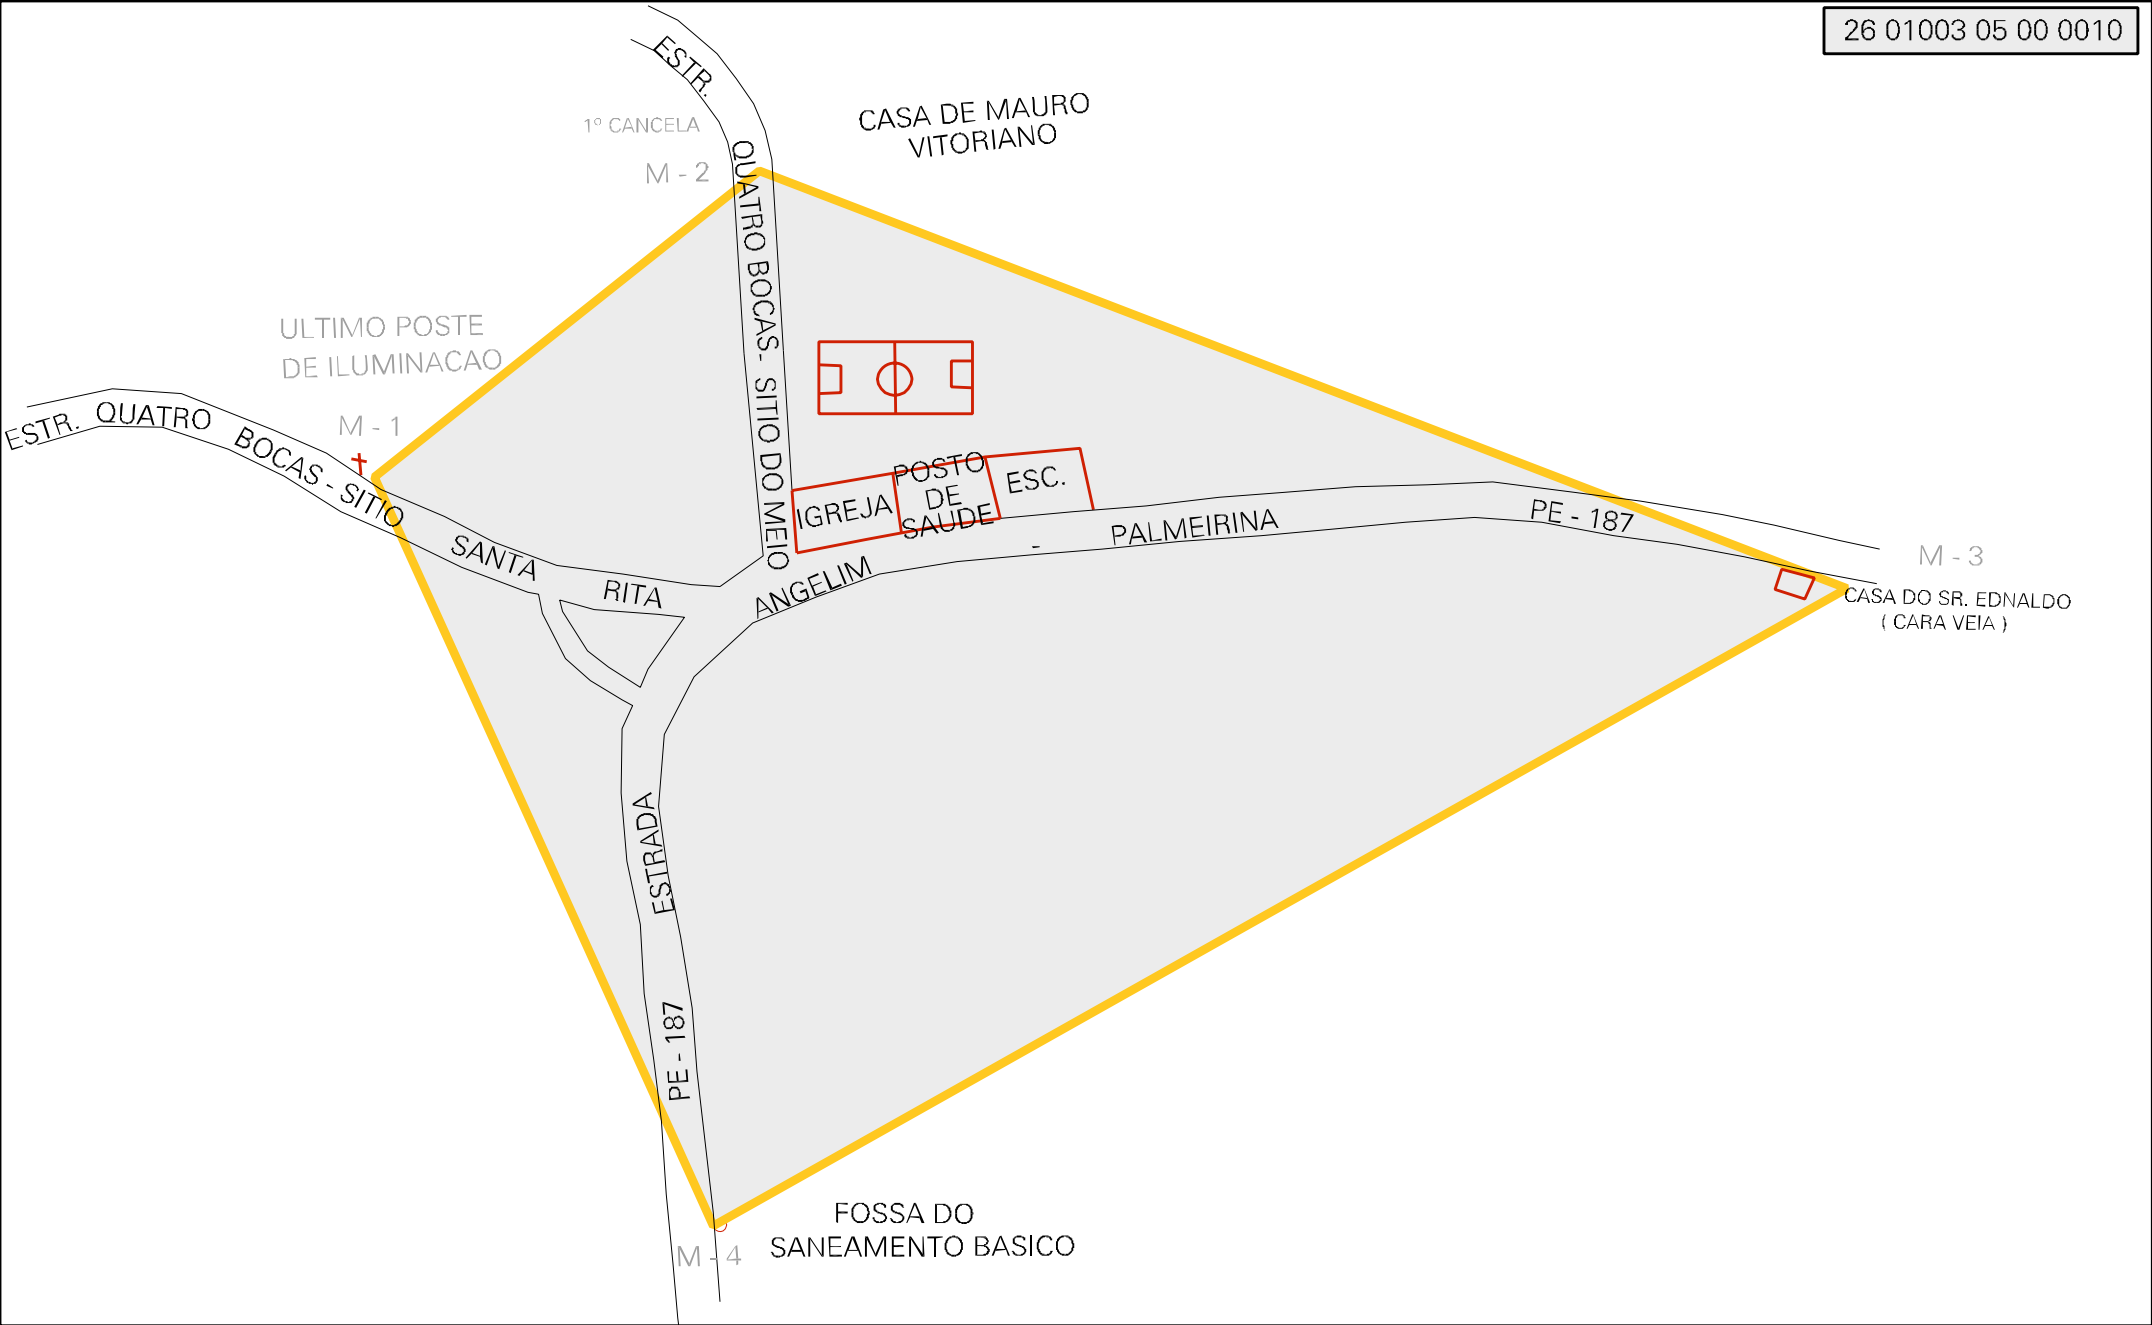 26 01003 05 00 0010
ESTR. QUATRO BOCAS - SITIO DO MEIO
CASA DE MAURO
VITORIANO
1º CANCELA
M - 2
ULTIMO POSTE
DE ILUMINACAO
M - 1
ESTR. QUATRO BOCAS - SITIO SANTA RITA
IGREJA
POSTO
DE
SAUDE
ESC.
ESTRADA ANGELIM - PALMEIRINA
PE - 187
M - 3
CASA DO SR. EDNALDO
( CARA VEIA )
PE - 187
FOSSA DO
SANEAMENTO BASICO
M - 4